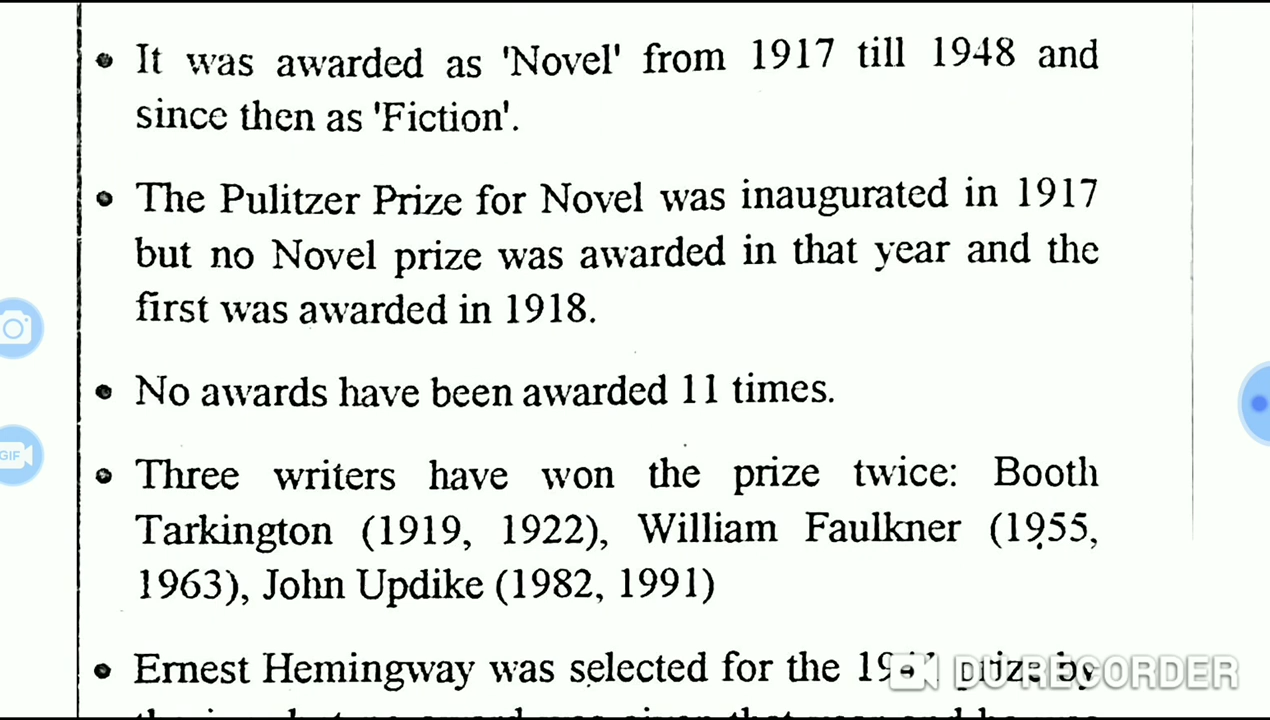 • It was awarded as 'Novel' from 1917 till 1948 and
since then as 'Fiction'.
• The Pulitzer Prize for Novel was inaugurated in 1917
but no Novel prize was awarded in that year and the
first was awarded in 1918.
• No awards have been awarded 11 times.
• Three writers have won the prize twice: Booth
Tarkington (1919, 1922), William Faulkner (1955,
1963), John Updike (1982, 1991)
• Ernest Hemingway was selected for the prize by
DU RECORDER
GIF